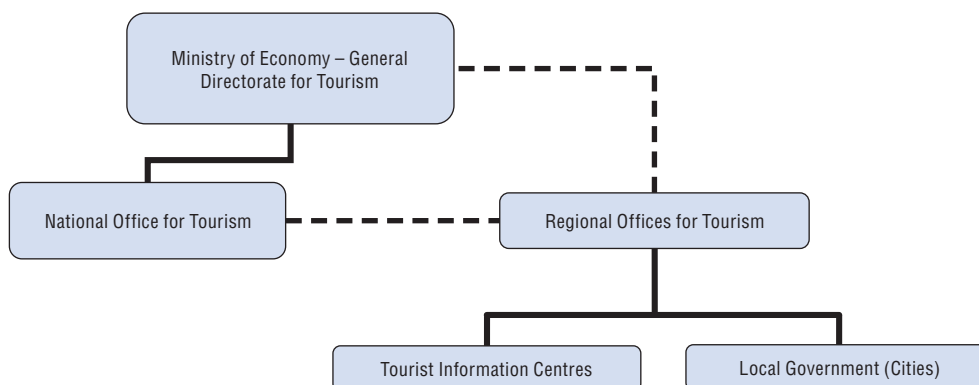 Ministry of Economy – General
Directorate for Tourism
National Office for Tourism
Regional Offices for Tourism
Tourist Information Centres
Local Government (Cities)